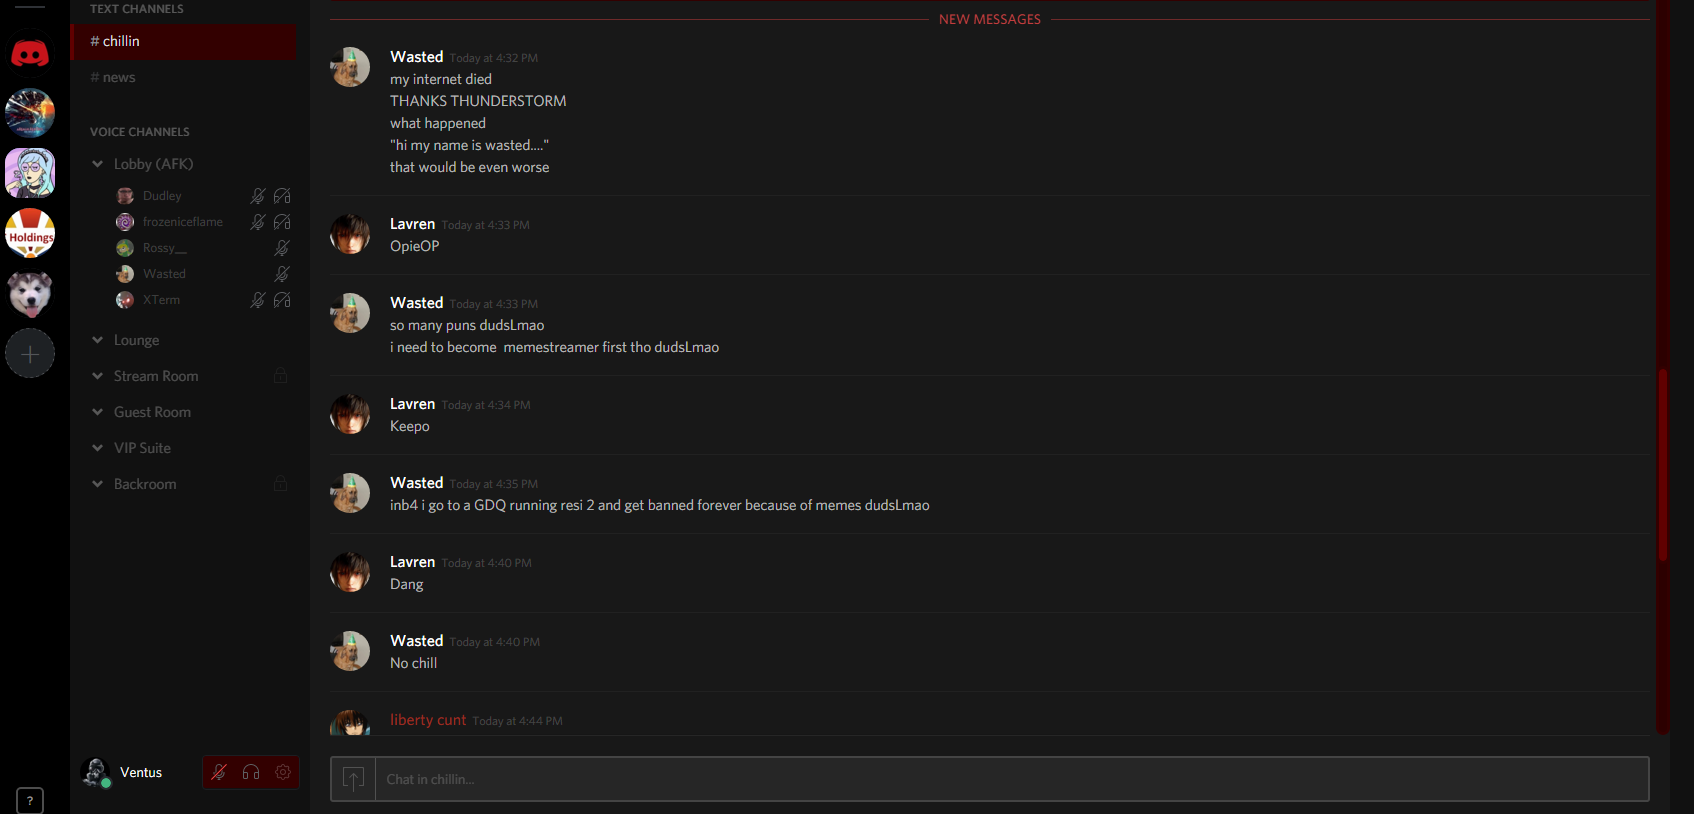 TEXT CHANNELS
# chillin
# news
VOICE CHANNELS
Lobby (AFK)
Dudley
frozeniceflame
Rossy__
Wasted
XTerm
Lounge
Stream Room
Guest Room
VIP Suite
Backroom
Holdings
Ventus
?
NEW MESSAGES
Wasted Today at 4:32 PM
my internet died
THANKS THUNDERSTORM
what happened
"hi my name is wasted...."
that would be even worse
Lavren Today at 4:33 PM
OpieOP
Wasted Today at 4:33 PM
so many puns dudsLmao
i need to become  memestreamer first tho dudsLmao
Lavren Today at 4:34 PM
Keepo
Wasted Today at 4:35 PM
inb4 i go to a GDQ running resi 2 and get banned forever because of memes dudsLmao
Lavren Today at 4:40 PM
Dang
Wasted Today at 4:40 PM
No chill
liberty cunt Today at 4:44 PM
Chat in chillin...